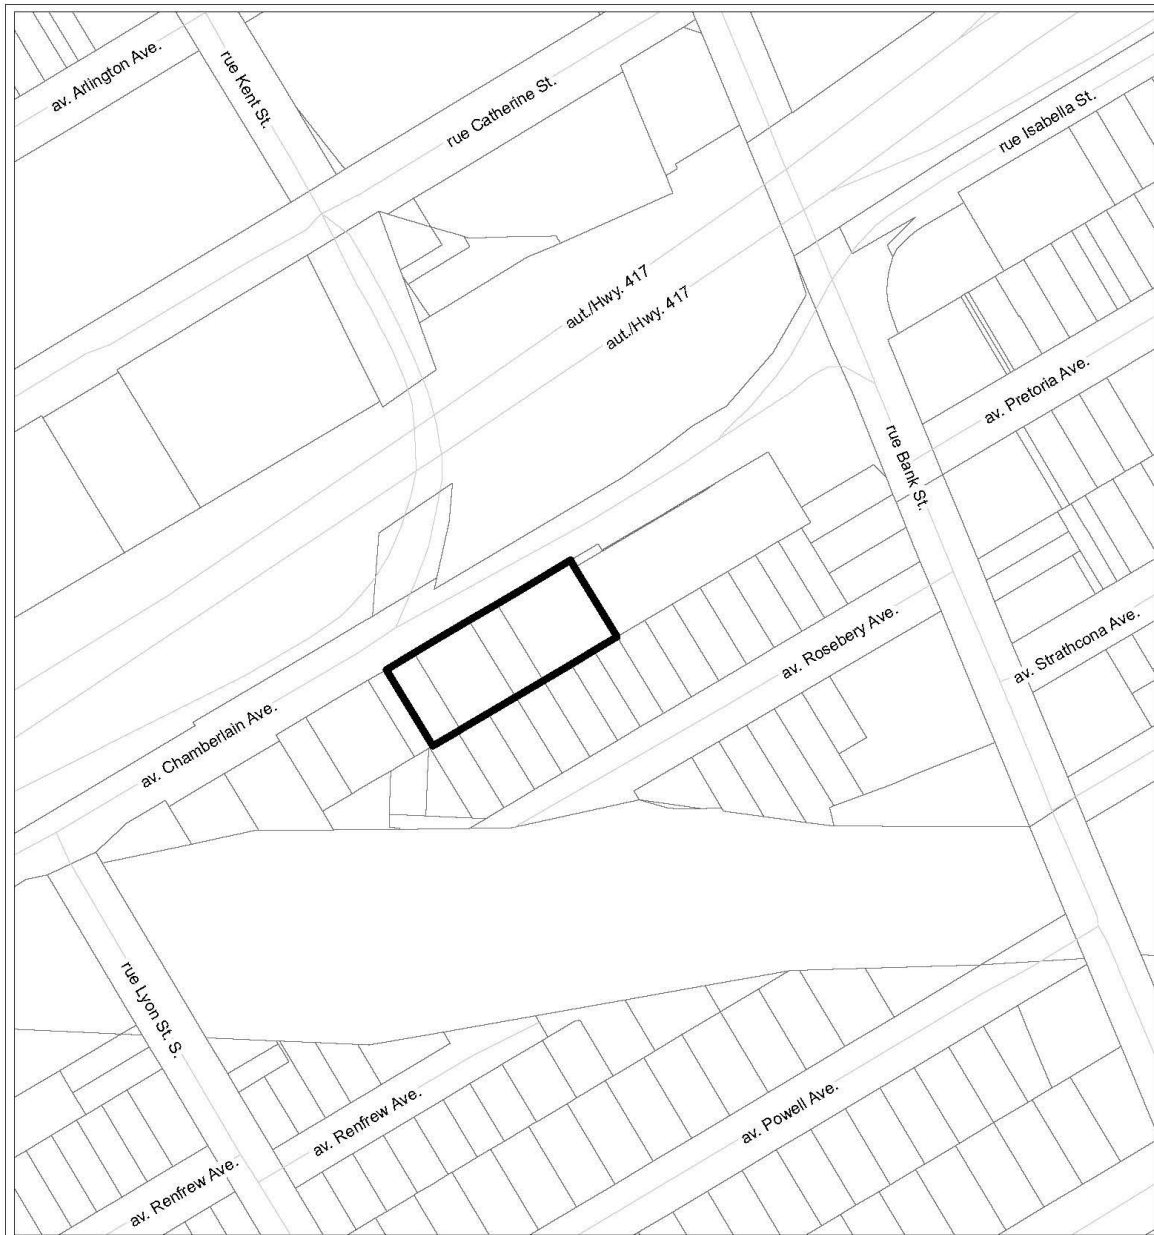 av. Arlington Ave.
rue Kent St.
rue Catherine St.
rue Isabella St.
aut./Hwy. 417
aut./Hwy. 417
av. Pretoria Ave.
rue Bank St.
av. Rosebery Ave.
av. Strathcona Ave.
av. Chamberlain Ave.
rue Lyon St. S.
av. Renfrew Ave.
av. Powell Ave.
av. Renfrew Ave.